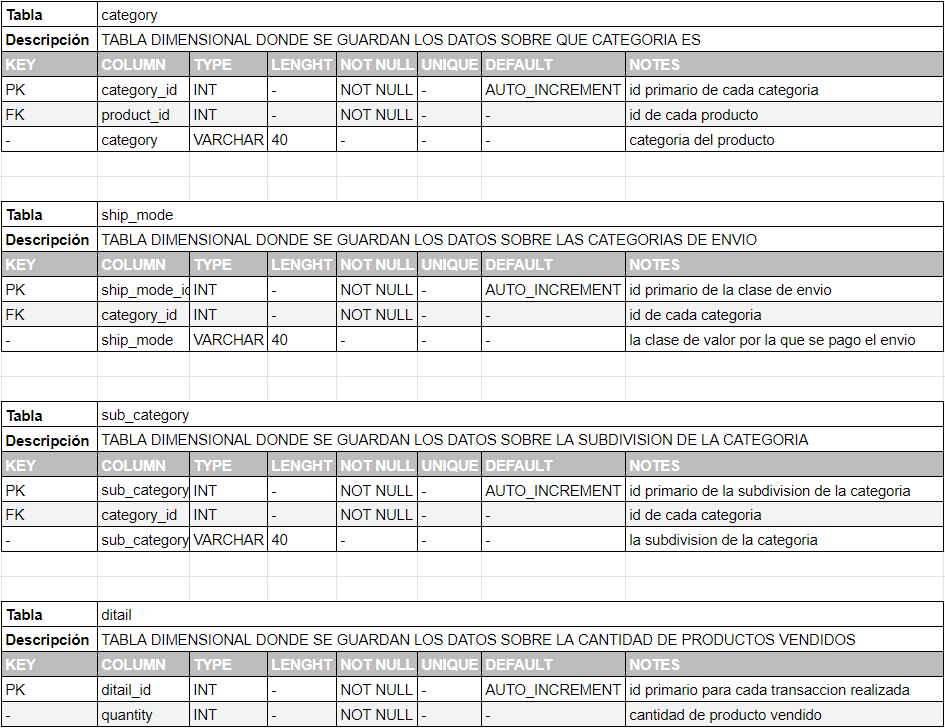 Tabla category
Descripción TABLA DIMENSIONAL DONDE SE GUARDAN LOS DATOS SOBRE QUE CATEGORIA ES
KEY COLUMN TYPE LENGHT NOT NULL UNIQUE DEFAULT NOTES
PK category_id INT - NOT NULL - AUTO_INCREMENT id primario de cada categoria
FK product_id INT - NOT NULL - - id de cada producto
- category VARCHAR 40 - - - categoria del producto
Tabla ship_mode
Descripción TABLA DIMENSIONAL DONDE SE GUARDAN LOS DATOS SOBRE LAS CATEGORIAS DE ENVIO
KEY COLUMN TYPE LENGHT NOT NULL UNIQUE DEFAULT NOTES
PK ship_mode_id INT - NOT NULL - AUTO_INCREMENT id primario de la clase de envio
FK category_id INT - NOT NULL - - id de cada categoria
- ship_mode VARCHAR 40 - - - la clase de valor por la que se pago el envio
Tabla sub_category
Descripción TABLA DIMENSIONAL DONDE SE GUARDAN LOS DATOS SOBRE LA SUBDIVISION DE LA CATEGORIA
KEY COLUMN TYPE LENGHT NOT NULL UNIQUE DEFAULT NOTES
PK sub_category INT - NOT NULL - AUTO_INCREMENT id primario de la subdivision de la categoria
FK category_id INT - NOT NULL - - id de cada categoria
- sub_category VARCHAR 40 - - - la subdivision de la categoria
Tabla ditail
Descripción TABLA DIMENSIONAL DONDE SE GUARDAN LOS DATOS SOBRE LA CANTIDAD DE PRODUCTOS VENDIDOS
KEY COLUMN TYPE LENGHT NOT NULL UNIQUE DEFAULT NOTES
PK ditail_id INT - NOT NULL - AUTO_INCREMENT id primario para cada transaccion realizada
- quantity INT - NOT NULL - - cantidad de producto vendido